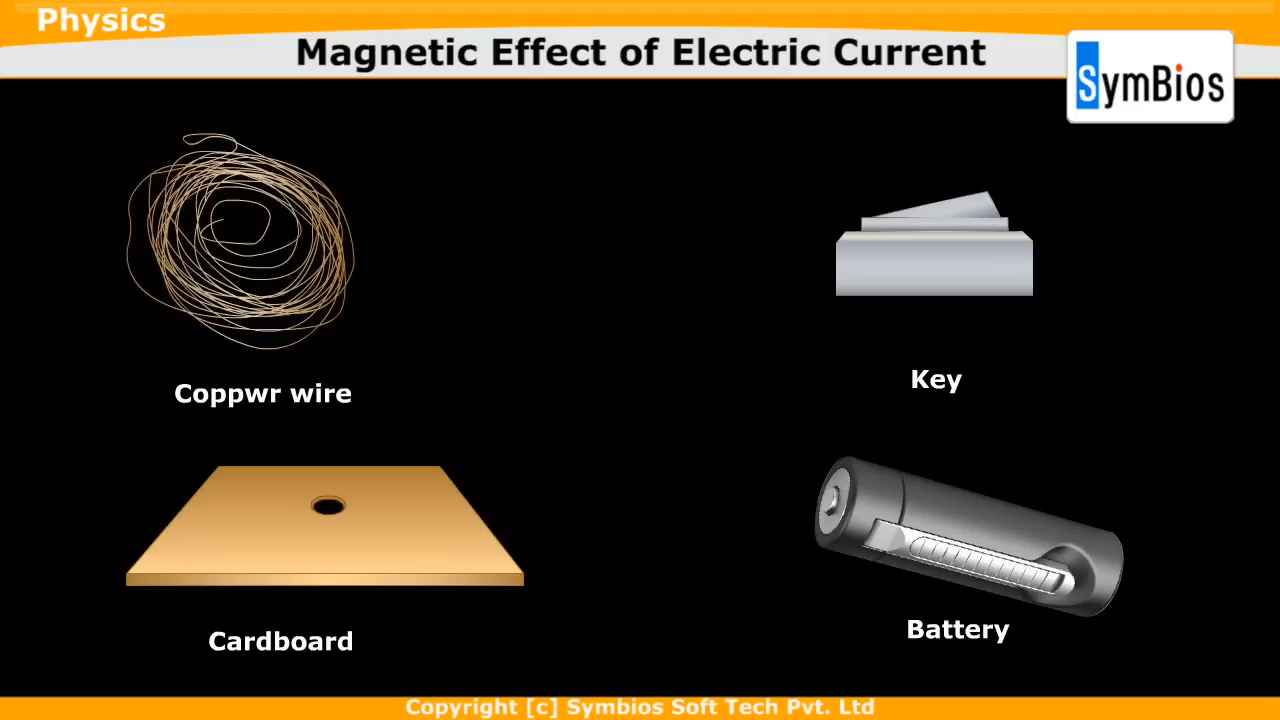 Physics
Magnetic Effect of Electric Current
SymBios
Coppwr wire
Key
Cardboard
Battery
Copyright [c] Symbios Soft Tech Pvt. Ltd